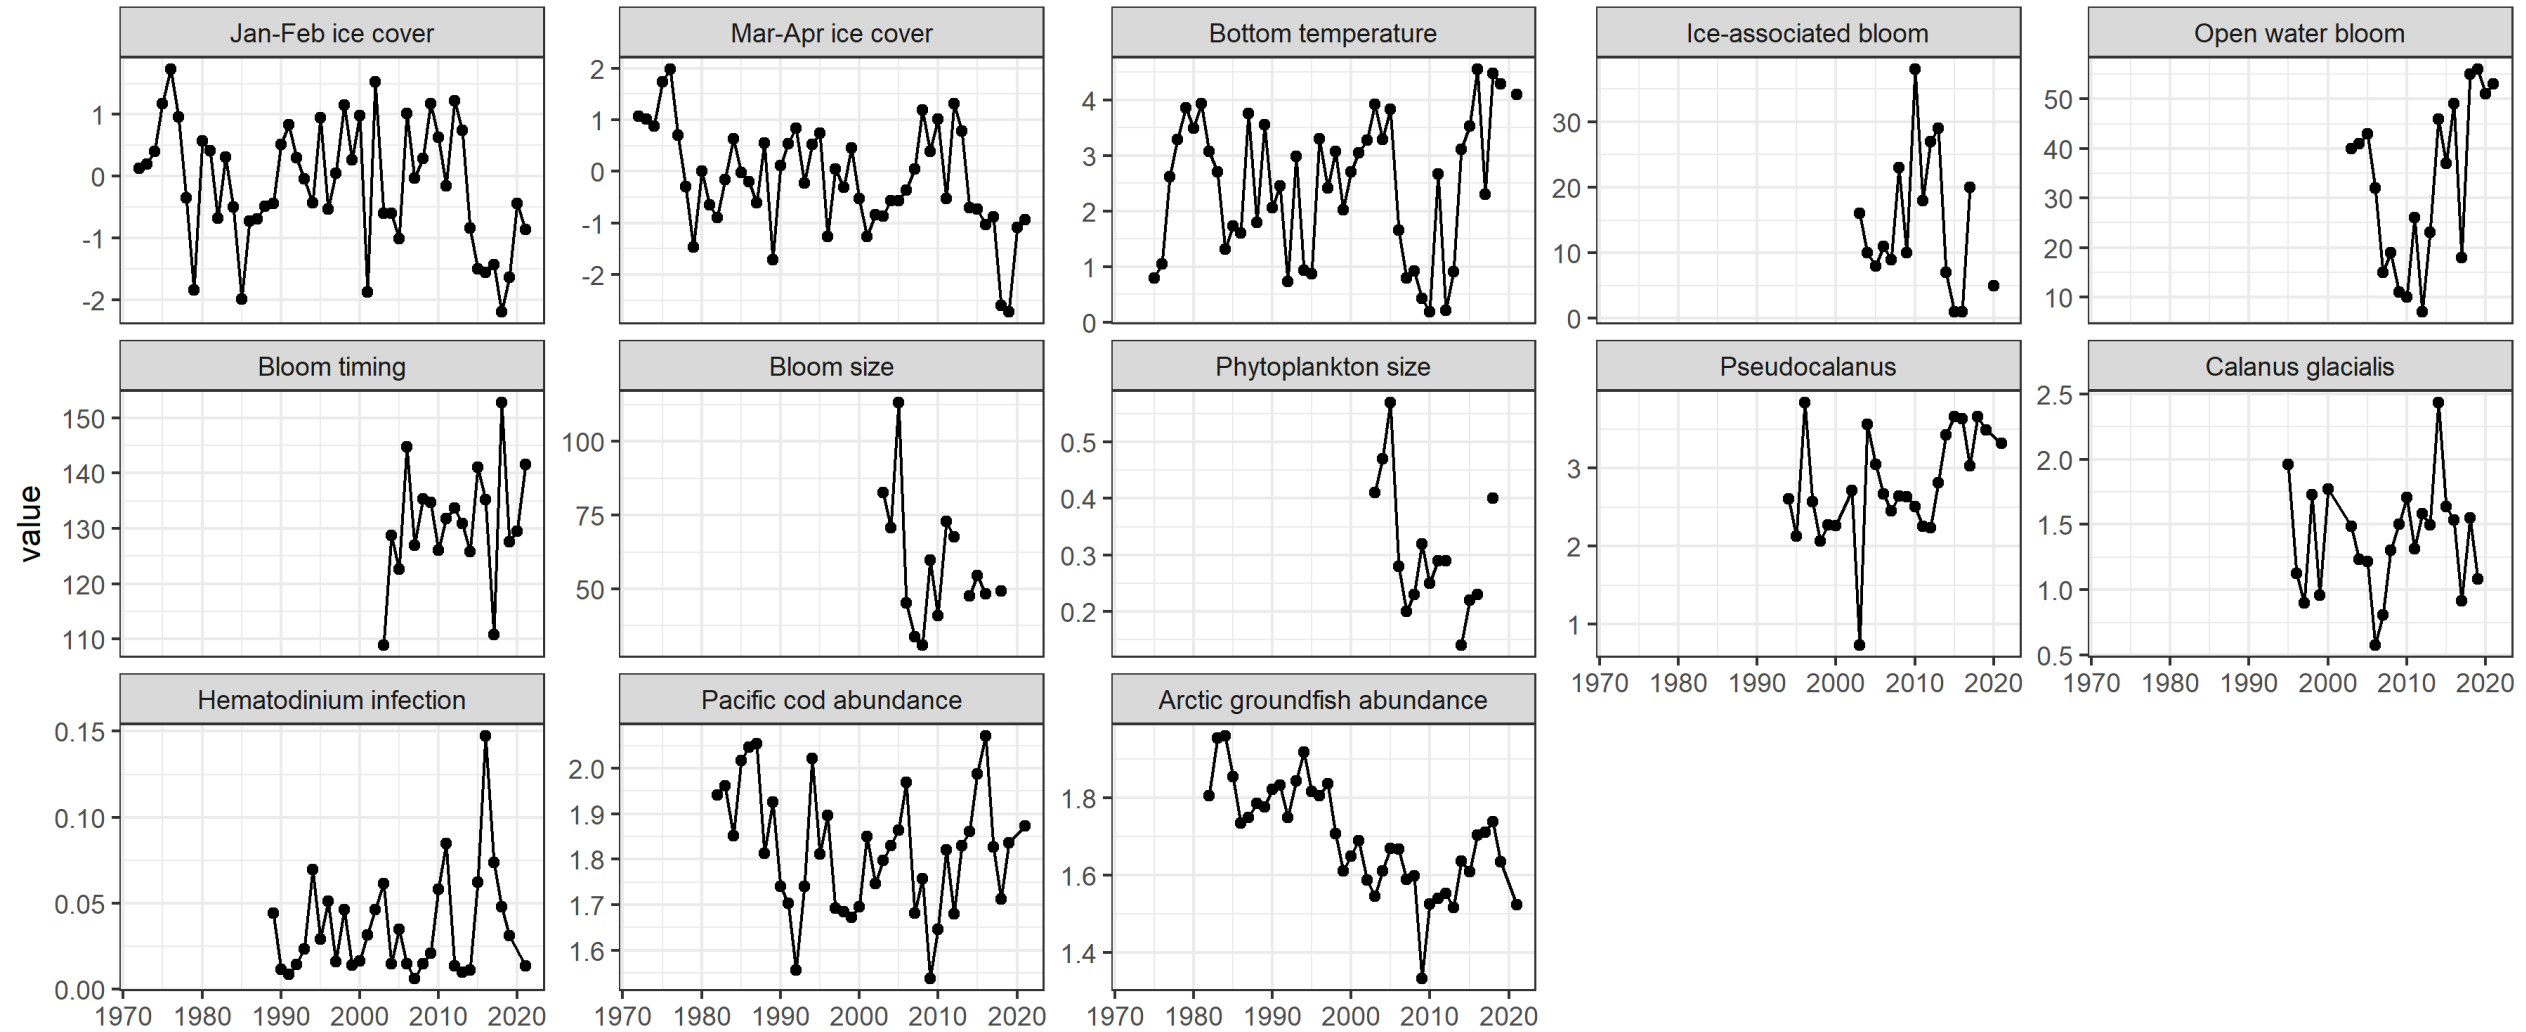 Jan-Feb ice cover
Mar-Apr ice cover
Bottom temperature
Ice-associated bloom
Open water bloom
1
0
-1
-2
2
1
0
-1
-2
4
3
2
1
0
30
20
10
0
50
40
30
20
10
Bloom timing
Bloom size
Phytoplankton size
Pseudocalanus
Calanus glacialis
value
150
140
130
120
110
100
75
50
0.5
0.4
0.3
0.2
3
2
1
2.5
2.0
1.5
1.0
0.5
1970 1980 1990 2000 2010 2020
1970 1980 1990 2000 2010 2020
Hematodinium infection
Pacific cod abundance
Arctic groundfish abundance
0.15
0.10
0.05
0.00
2.0
1.9
1.8
1.7
1.6
1.8
1.6
1.4
1970 1980 1990 2000 2010 2020
1970 1980 1990 2000 2010 2020
1970 1980 1990 2000 2010 2020